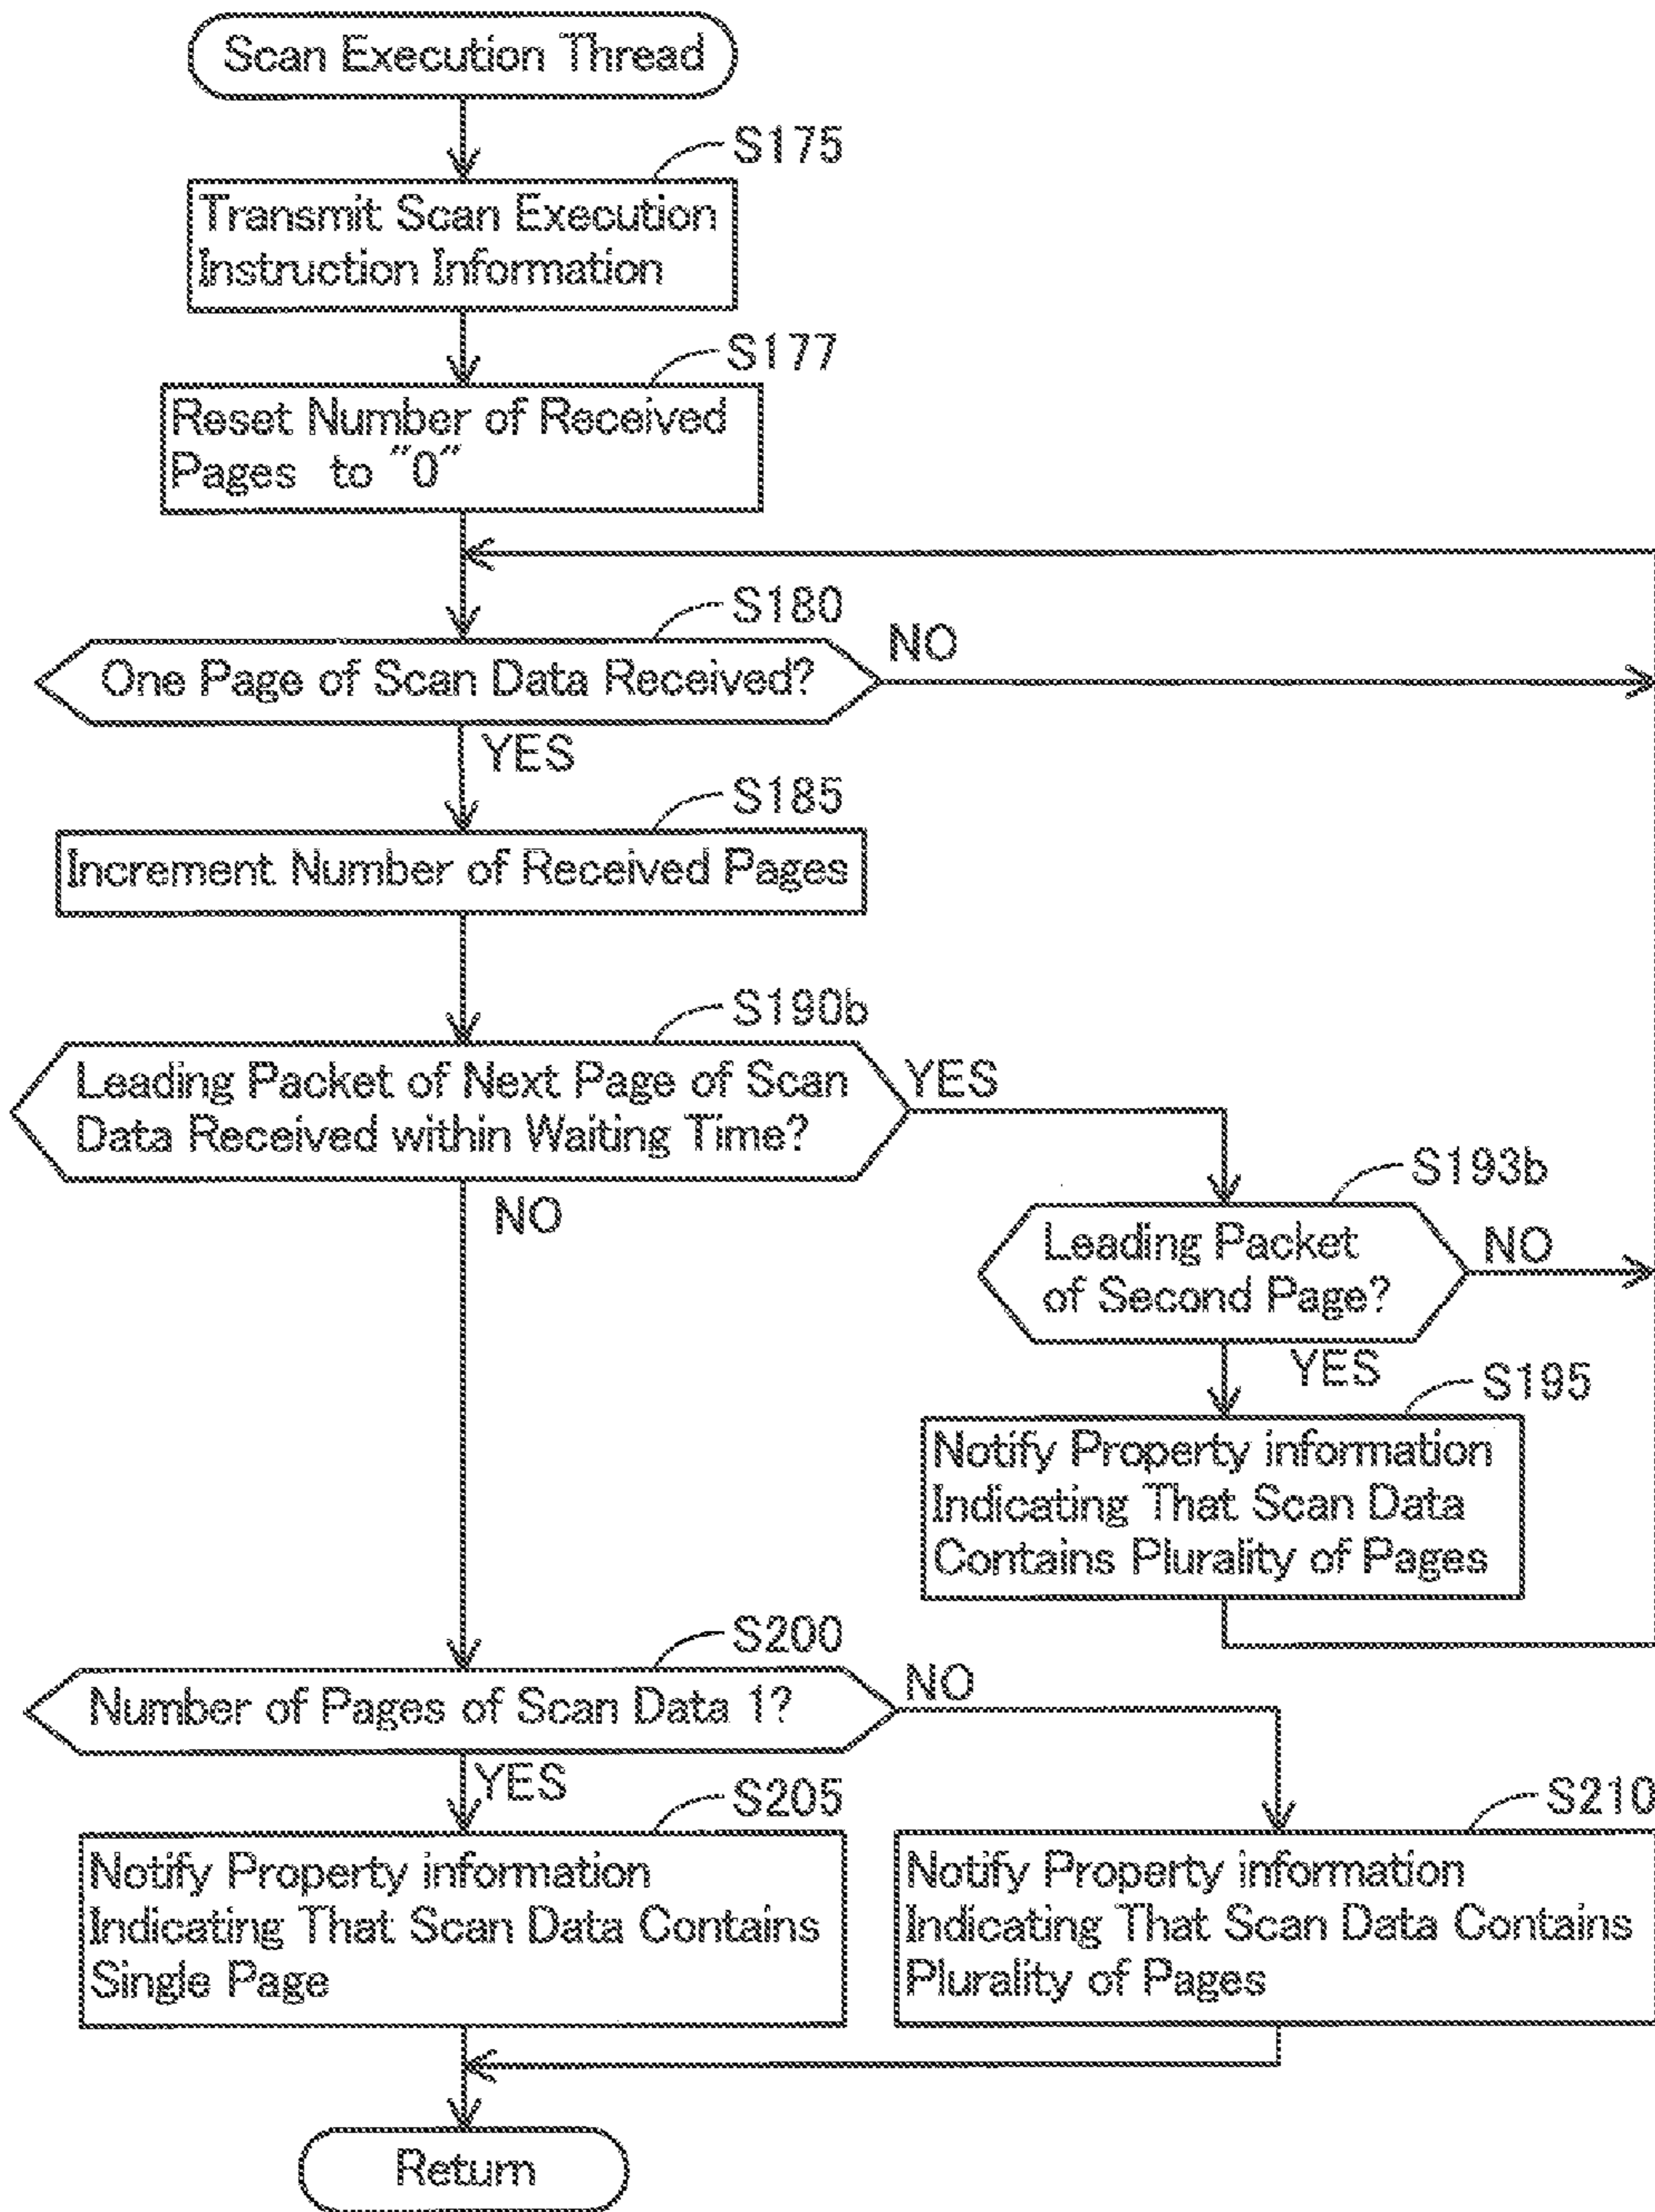 Scan Execution Thread
S175
Transmit Scan Execution
Instruction Information
S177
Reset Number of Received
Pages to "0"
S180
One Page of Scan Data Received?
NO
YES
S185
Increment Number of Received Pages
S190b
Leading Packet of Next Page of Scan
Data Received within Waiting Time?
YES
NO
S193b
Leading Packet
of Second Page?
NO
YES
S195
Notify Property information
Indicating That Scan Data
Contains Plurality of Pages
S200
Number of Pages of Scan Data 1?
NO
YES
S205
Notify Property information
Indicating That Scan Data Contains
Single Page
S210
Notify Property information
Indicating That Scan Data Contains
Plurality of Pages
Return